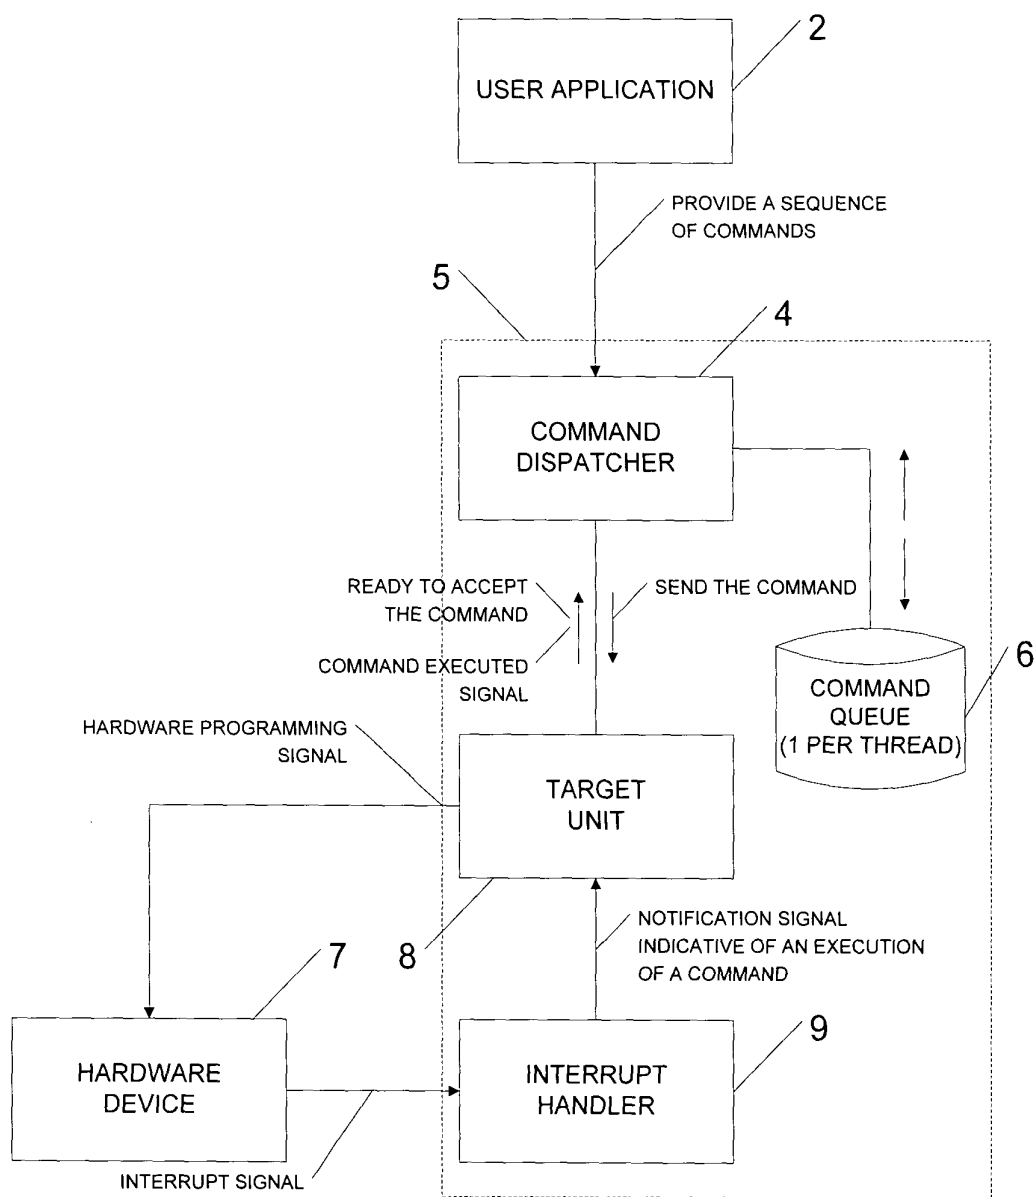 2
USER APPLICATION
PROVIDE A SEQUENCE
OF COMMANDS
5
4
COMMAND
DISPATCHER
READY TO ACCEPT
THE COMMAND
SEND THE COMMAND
COMMAND EXECUTED
SIGNAL
6
COMMAND
QUEUE
(1 PER THREAD)
HARDWARE PROGRAMMING
SIGNAL
TARGET
UNIT
8
NOTIFICATION SIGNAL
INDICATIVE OF AN EXECUTION
OF A COMMAND
7
9
HARDWARE
DEVICE
INTERRUPT
HANDLER
INTERRUPT SIGNAL